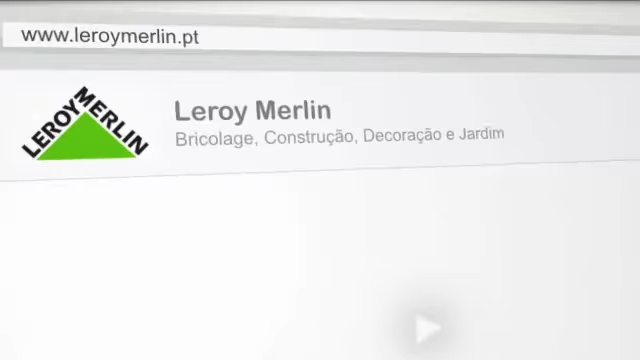 www.leroymerlin.pt
LEROY MERLIN
Leroy Merlin
Bricolage, Construção, Decoração e Jardim